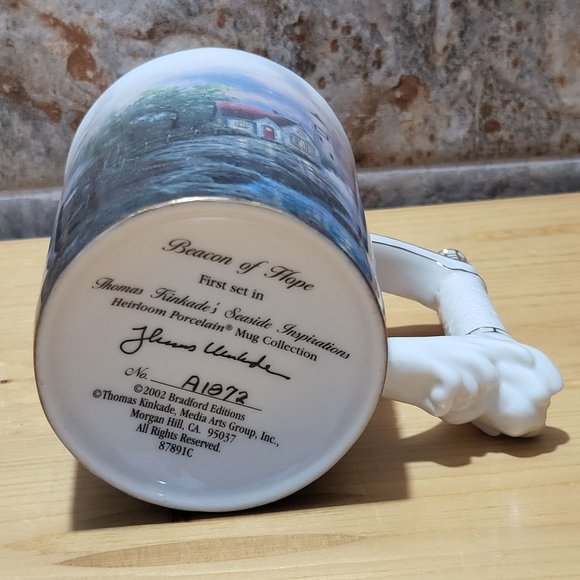 Beacon of Hope
First set in
Thomas Kinkade's Seaside Inspirations
Heirloom Porcelain® Mug Collection
Thomas Kinkade
No. A1872
©2002 Bradford Editions
©Thomas Kinkade, Media Arts Group, Inc.,
Morgan Hill, CA. 95037
All Rights Reserved.
87891C